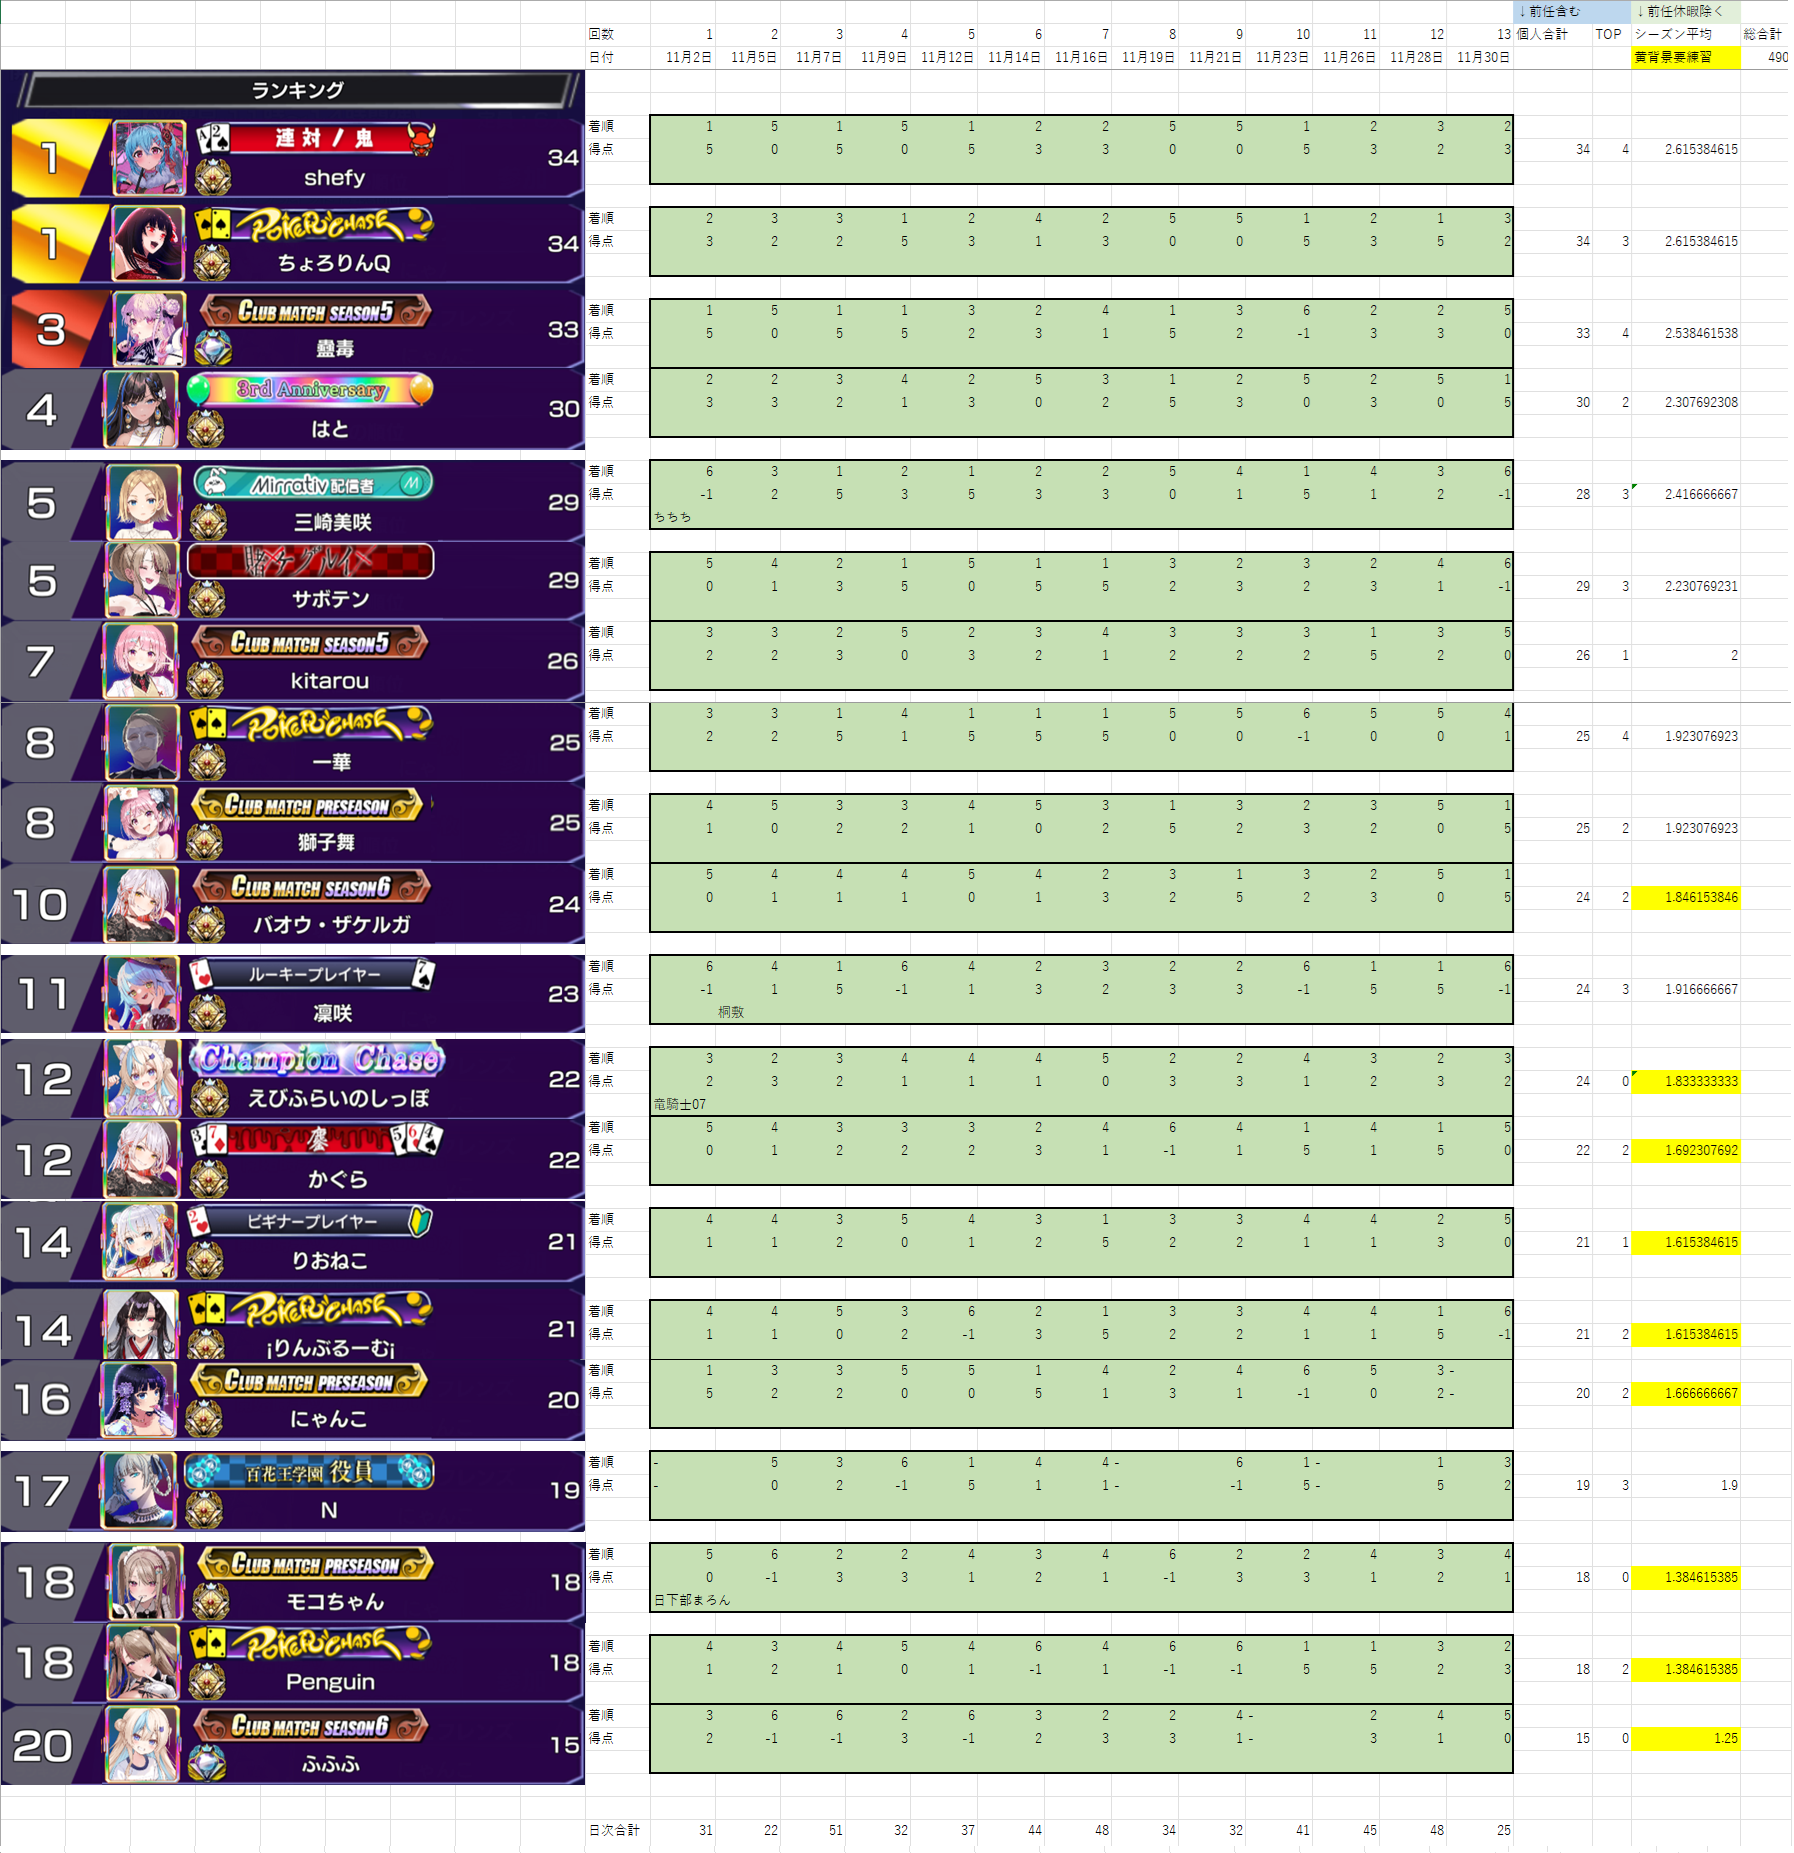 ↓前任含む ↓前任休暇除く
回数 1 2 3 4 5 6 7 8 9 10 11 12 13 個人合計 TOP シーズン平均 総合計
日付 11月2日 11月5日 11月7日 11月9日 11月12日 11月14日 11月16日 11月19日 11月21日 11月23日 11月26日 11月28日 11月30日 黄背景要練習 490
ランキング
1 連対ノ鬼 shefy 34
着順 1 5 1 5 1 2 2 5 5 1 2 3 2
得点 5 0 5 0 5 3 3 0 0 5 3 2 3 34 4 2.615384615
1 POKER CHASE ちょろりんQ 34
着順 2 3 3 1 2 4 2 5 5 1 2 1 3
得点 3 2 2 5 3 1 3 0 0 5 3 5 2 34 3 2.615384615
3 CLUB MATCH SEASON5 蠱毒 33
着順 1 5 1 1 3 2 4 1 3 6 2 2 5
得点 5 0 5 5 2 3 1 5 2 -1 3 3 0 33 4 2.538461538
4 3rd Anniversary はと 30
着順 2 2 3 4 2 5 3 1 2 5 2 5 1
得点 3 3 2 1 3 0 2 5 3 0 3 0 5 30 2 2.307692308
5 Mirrativ配信者 三崎美咲 29
着順 6 3 1 2 1 2 2 5 4 1 4 3 6
得点 -1 2 5 3 5 3 3 0 1 5 1 2 -1 28 3 2.416666667
ちちち
5 賭ケグルイ サボテン 29
着順 5 4 2 1 5 1 1 3 2 3 2 4 6
得点 0 1 3 5 0 5 5 2 3 2 3 1 -1 29 3 2.230769231
7 CLUB MATCH SEASON5 kitarou 26
着順 3 3 2 5 2 3 4 3 3 3 1 3 5
得点 2 2 3 0 3 2 1 2 2 2 5 2 0 26 1 2
8 POKER CHASE 一華 25
着順 3 3 1 4 1 1 1 5 5 6 5 5 4
得点 2 2 5 1 5 5 5 0 0 -1 0 0 1 25 4 1.923076923
8 CLUB MATCH PRESEASON 獅子舞 25
着順 4 5 3 3 4 5 3 1 3 2 3 5 1
得点 1 0 2 2 1 0 2 5 2 3 2 0 5 25 2 1.923076923
10 CLUB MATCH SEASON6 バオウ・ザケルガ 24
着順 5 4 4 4 5 4 2 3 1 3 2 5 1
得点 0 1 1 1 0 1 3 2 5 2 3 0 5 24 2 1.846153846
11 ルーキープレイヤー 凜咲 23
着順 6 4 1 6 4 2 3 2 2 6 1 1 6
得点 -1 1 5 -1 1 3 2 3 3 -1 5 5 -1 24 3 1.916666667
桐敷
12 Champion Chase えびふらいのしっぽ 22
着順 3 2 3 4 4 4 5 2 2 4 3 2 3
得点 2 3 2 1 1 1 0 3 3 1 2 3 2 24 0 1.833333333
竜騎士07
12 かぐら 22
着順 5 4 3 3 3 2 4 6 4 1 4 1 5
得点 0 1 2 2 2 3 1 -1 1 5 1 5 0 22 2 1.692307692
14 ビギナープレイヤー りおねこ 21
着順 4 4 3 5 4 3 1 3 3 4 4 2 5
得点 1 1 2 0 1 2 5 2 2 1 1 3 0 21 1 1.615384615
14 POKER CHASE ¡りんぶるーむ¡ 21
着順 4 4 5 3 6 2 1 3 3 4 4 1 6
得点 1 1 0 2 -1 3 5 2 2 1 1 5 -1 21 2 1.615384615
16 CLUB MATCH PRESEASON にゃんこ 20
着順 1 3 3 5 5 1 4 2 4 6 5 3 -
得点 5 2 2 0 0 5 1 3 1 -1 0 2 - 20 2 1.666666667
17 百花王学園 役員 N 19
着順 - 5 3 6 1 4 4 - 6 1 - 1 3
得点 - 0 2 -1 5 1 1 - -1 5 - 5 2 19 3 1.9
18 CLUB MATCH PRESEASON モコちゃん 18
着順 5 6 2 2 4 3 4 6 2 2 4 3 4
得点 0 -1 3 3 1 2 1 -1 3 3 1 2 1 18 0 1.384615385
日下部まろん
18 POKER CHASE Penguin 18
着順 4 3 4 5 4 6 4 6 6 1 1 3 2
得点 1 2 1 0 1 -1 1 -1 -1 5 5 2 3 18 2 1.384615385
20 CLUB MATCH SEASON6 ふふふ 15
着順 3 6 6 2 6 3 2 2 4 - 2 4 5
得点 2 -1 -1 3 -1 2 3 3 1 - 3 1 0 15 0 1.25
日次合計 31 22 51 32 37 44 48 34 32 41 45 48 25